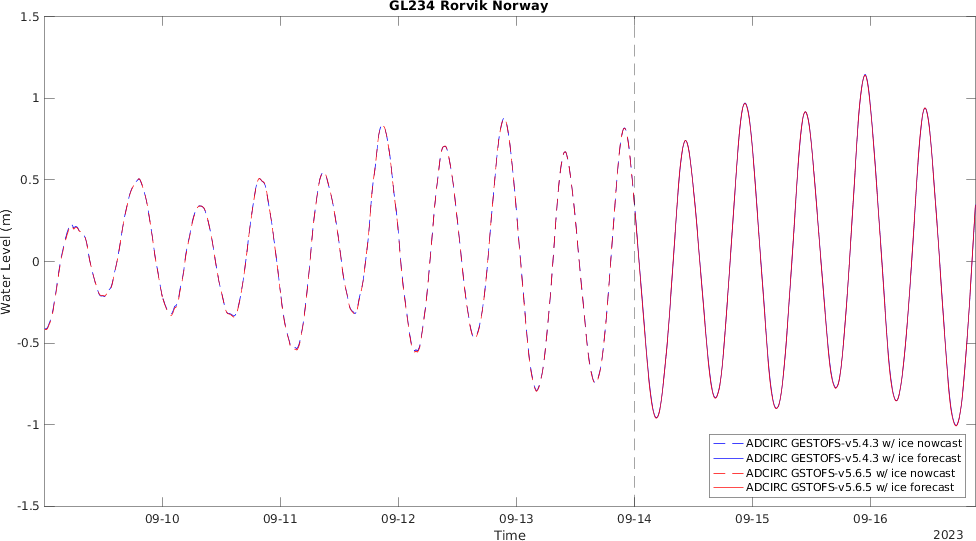 GL234 Rorvik Norway
1.5
1
0.5
0
-0.5
-1
-1.5
Water Level (m)
ADCIRC GESTOFS-v5.4.3 w/ ice nowcast
ADCIRC GESTOFS-v5.4.3 w/ ice forecast
ADCIRC GSTOFS-v5.6.5 w/ ice nowcast
ADCIRC GSTOFS-v5.6.5 w/ ice forecast
09-10 09-11 09-12 09-13 09-14 09-15 09-16
Time
2023